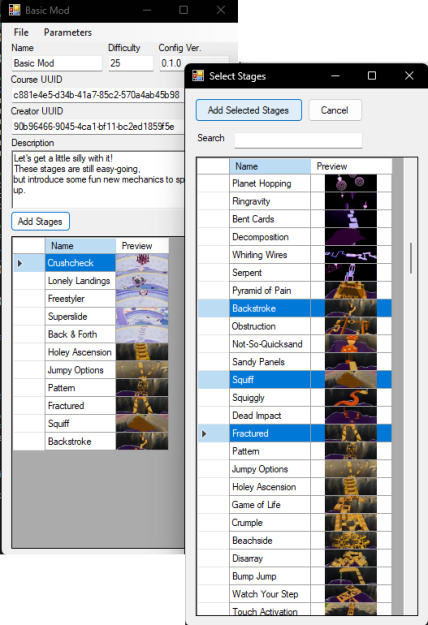 Basic Mod
File Parameters
Name Difficulty Config Ver.
Basic Mod 25 0.1.0
Course UUID
c881e4e5-d34b-41a7-85c2-570a4ab45b98
Creator UUID
90b96466-9045-4ca1-bf11-bc2ed1859f5e
Description
Let's get a little silly with it!
These stages are still easy-going,
but introduce some fun new mechanics to sp
up.
Add Stages
Name Preview
Crushcheck
Lonely Landings
Freestyler
Superslide
Back & Forth
Holey Ascension
Jumpy Options
Pattern
Fractured
Squiff
Backstroke
Select Stages
Add Selected Stages Cancel
Search
Name Preview
Planet Hopping
Ringravity
Bent Cards
Decomposition
Whirling Wires
Serpent
Pyramid of Pain
Backstroke
Obstruction
Not-So-Quicksand
Sandy Panels
Squiff
Squiggly
Dead Impact
Fractured
Pattern
Jumpy Options
Holey Ascension
Game of Life
Crumple
Beachside
Disarray
Bump Jump
Watch Your Step
Touch Activation